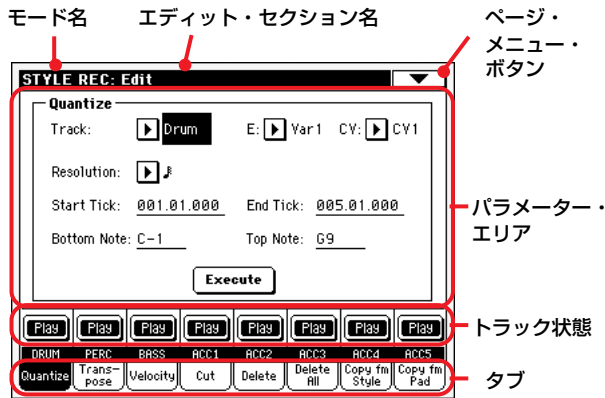 モード名 エディット・セクション名 ページ・
メニュー・
ボタン
STYLE REC: Edit
Quantize
Track: Drum E: Var1 CV: CV1
Resolution:
Start Tick: 001.01.000 End Tick: 005.01.000
Bottom Note: C-1 Top Note: G9
Execute
パラメーター・
エリア
Play Play Play Play Play Play Play Play
トラック状態
DRUM PERC BASS ACC1 ACC2 ACC3 ACC4 ACC5
Quantize Trans-
pose Velocity Cut Delete Delete
All Copy fm
Style Copy fm
Pad
タブ